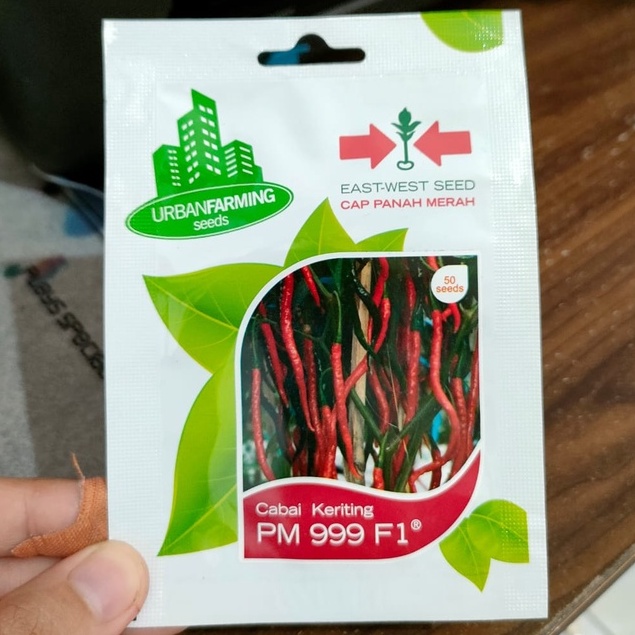 URBANFARMING
seeds
EAST-WEST SEED
CAP PANAH MERAH
50
seeds
Cabai Keriting
PM 999 F1®